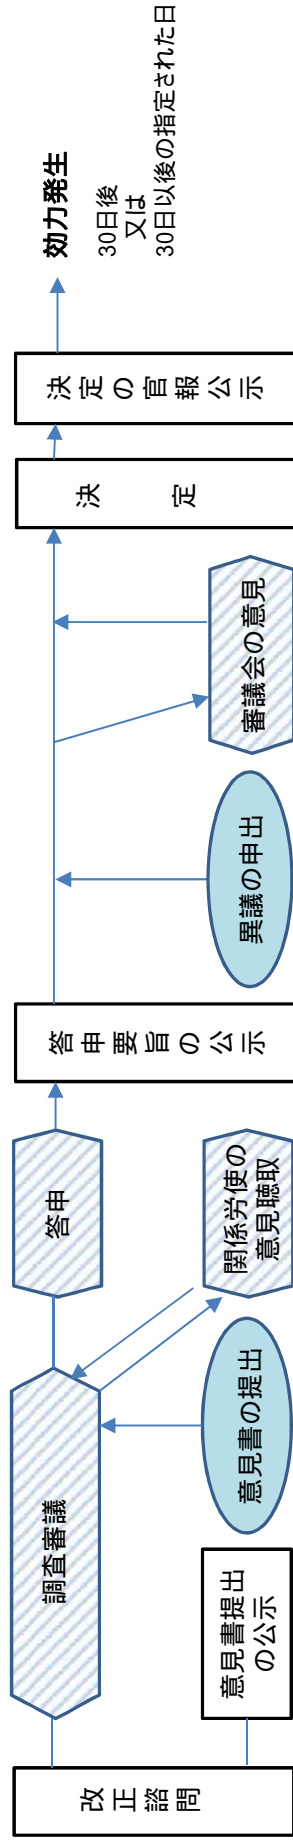 改正諮問
意見書提出
の公示
調査審議
意見書の提出
関係労使の
意見聴取
答申
答申要旨の公示
異議の申出
審議会の意見
決　定
決定の官報公示
効力発生
30日後
又は
30日以後の指定された日